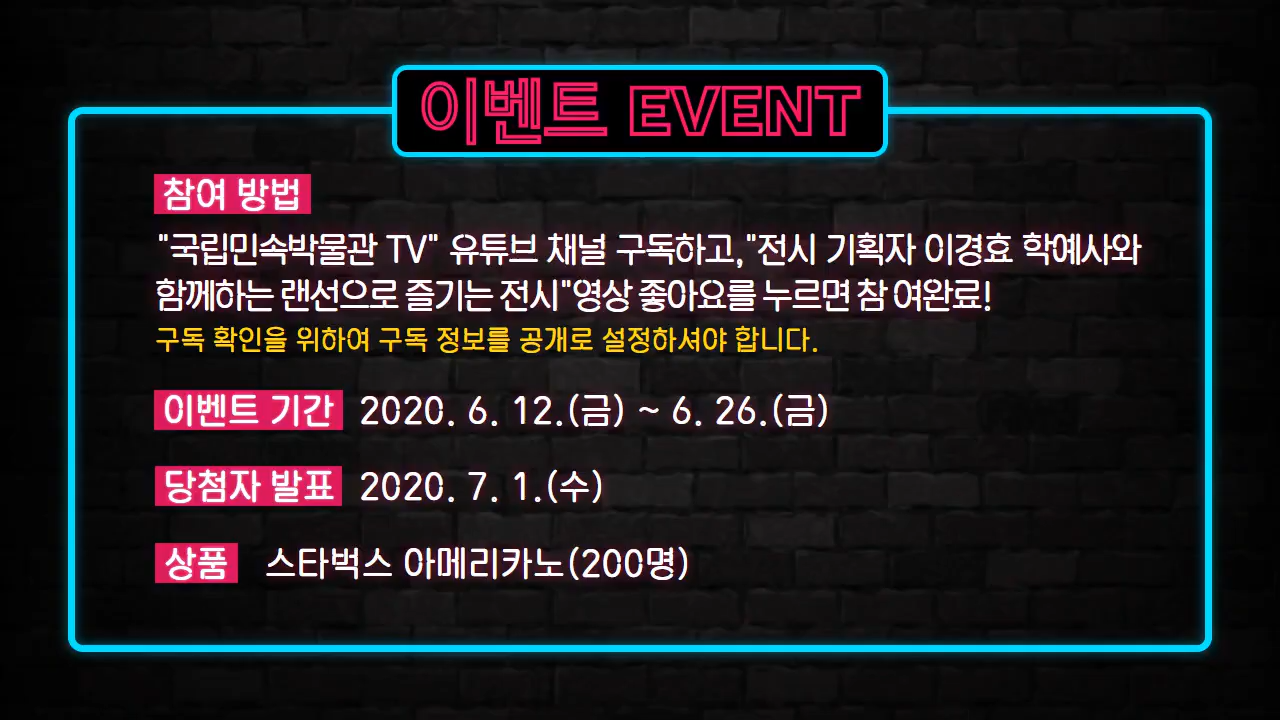 이벤트 EVENT
참여 방법
"국립민속박물관 TV" 유튜브 채널 구독하고,"전시 기획자 이경효 학예사와
함께하는 랜선으로 즐기는 전시"영상 좋아요를 누르면 참 여완료!
구독 확인을 위하여 구독 정보를 공개로 설정하셔야 합니다.
이벤트 기간 2020. 6. 12.(금) ~ 6. 26.(금)
당첨자 발표 2020. 7. 1.(수)
상품 스타벅스 아메리카노(200명)